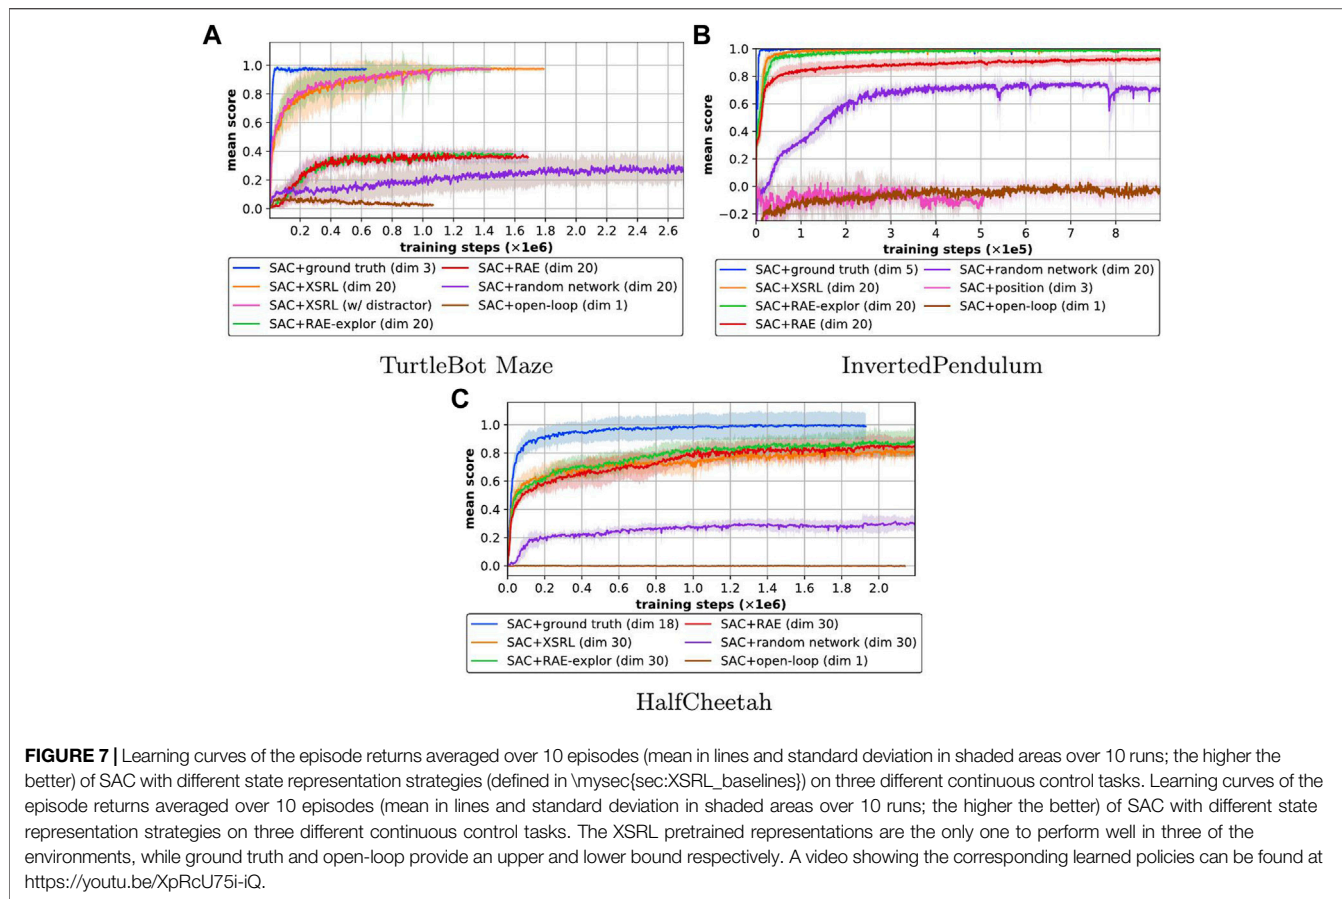 A
mean score
1.0
0.8
0.6
0.4
0.2
0.0
0.2 0.4 0.6 0.8 1.0 1.2 1.4 1.6 1.8 2.0 2.2 2.4 2.6
training steps (×1e6)
SAC+ground truth (dim 3) SAC+RAE (dim 20)
SAC+XSRL (dim 20) SAC+random network (dim 20)
SAC+XSRL (w/ distractor) SAC+open-loop (dim 1)
SAC+RAE-explor (dim 20)
TurtleBot Maze
B
mean score
1.0
0.8
0.6
0.4
0.2
0.0
−0.2
0 1 2 3 4 5 6 7 8
training steps (×1e5)
SAC+ground truth (dim 5) SAC+random network (dim 20)
SAC+XSRL (dim 20) SAC+position (dim 3)
SAC+RAE-explor (dim 20) SAC+open-loop (dim 1)
SAC+RAE (dim 20)
InvertedPendulum
C
mean score
1.0
0.8
0.6
0.4
0.2
0.0
0.0 0.2 0.4 0.6 0.8 1.0 1.2 1.4 1.6 1.8 2.0
training steps (×1e6)
SAC+ground truth (dim 18) SAC+RAE (dim 30)
SAC+XSRL (dim 30) SAC+random network (dim 30)
SAC+RAE-explor (dim 30) SAC+open-loop (dim 1)
HalfCheetah
FIGURE 7 | Learning curves of the episode returns averaged over 10 episodes (mean in lines and standard deviation in shaded areas over 10 runs; the higher the
better) of SAC with different state representation strategies (defined in \mysec{sec:XSRL_baselines}) on three different continuous control tasks. Learning curves of the
episode returns averaged over 10 episodes (mean in lines and standard deviation in shaded areas over 10 runs; the higher the better) of SAC with different state
representation strategies on three different continuous control tasks. The XSRL pretrained representations are the only one to perform well in three of the
environments, while ground truth and open-loop provide an upper and lower bound respectively. A video showing the corresponding learned policies can be found at
https://youtu.be/XpRcU75i-iQ.